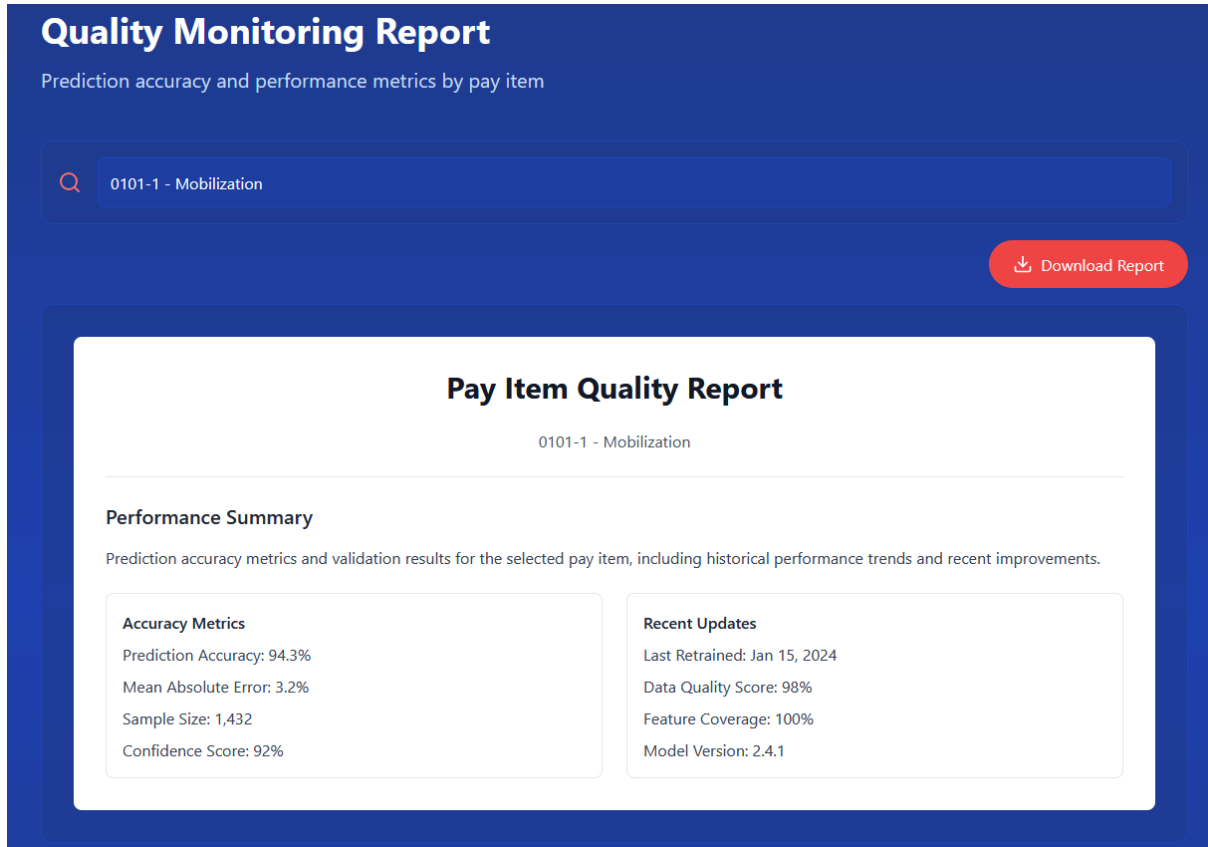 Quality Monitoring Report
Prediction accuracy and performance metrics by pay item
0101-1 - Mobilization
Download Report
Pay Item Quality Report
0101-1 - Mobilization
Performance Summary
Prediction accuracy metrics and validation results for the selected pay item, including historical performance trends and recent improvements.
Accuracy Metrics
Prediction Accuracy: 94.3%
Mean Absolute Error: 3.2%
Sample Size: 1,432
Confidence Score: 92%
Recent Updates
Last Retrained: Jan 15, 2024
Data Quality Score: 98%
Feature Coverage: 100%
Model Version: 2.4.1